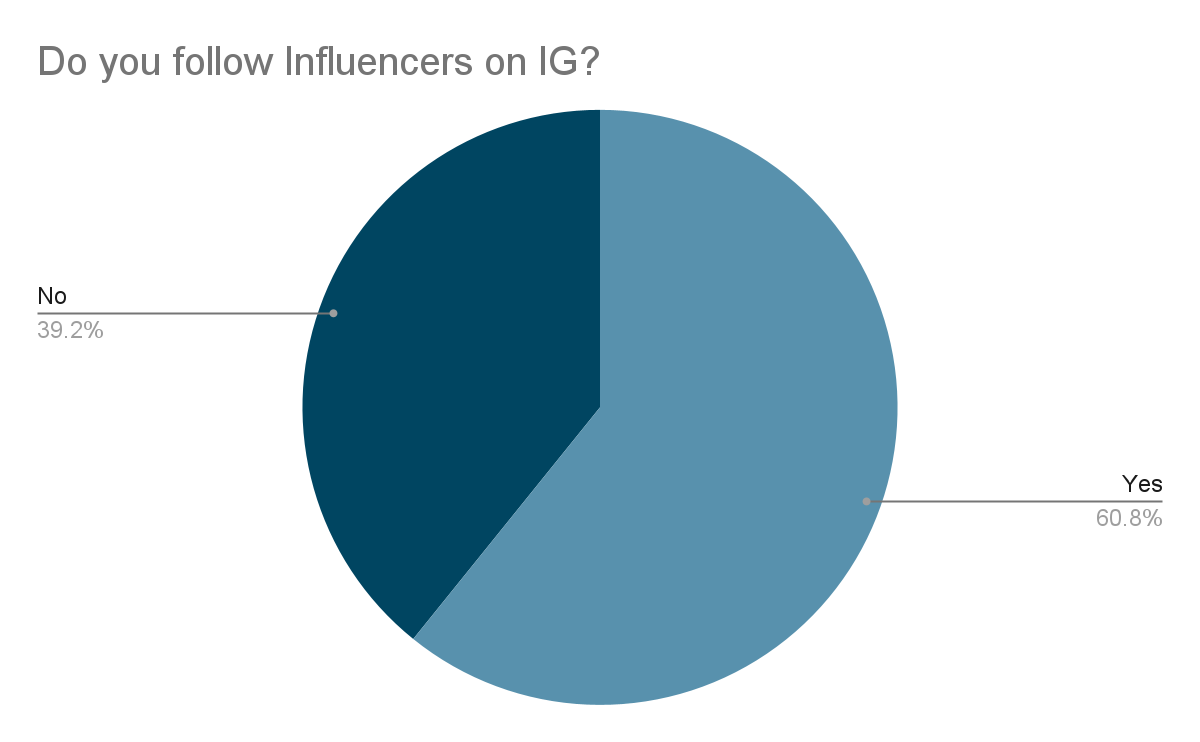 Do you follow Influencers on IG?
No
39.2%
Yes
60.8%